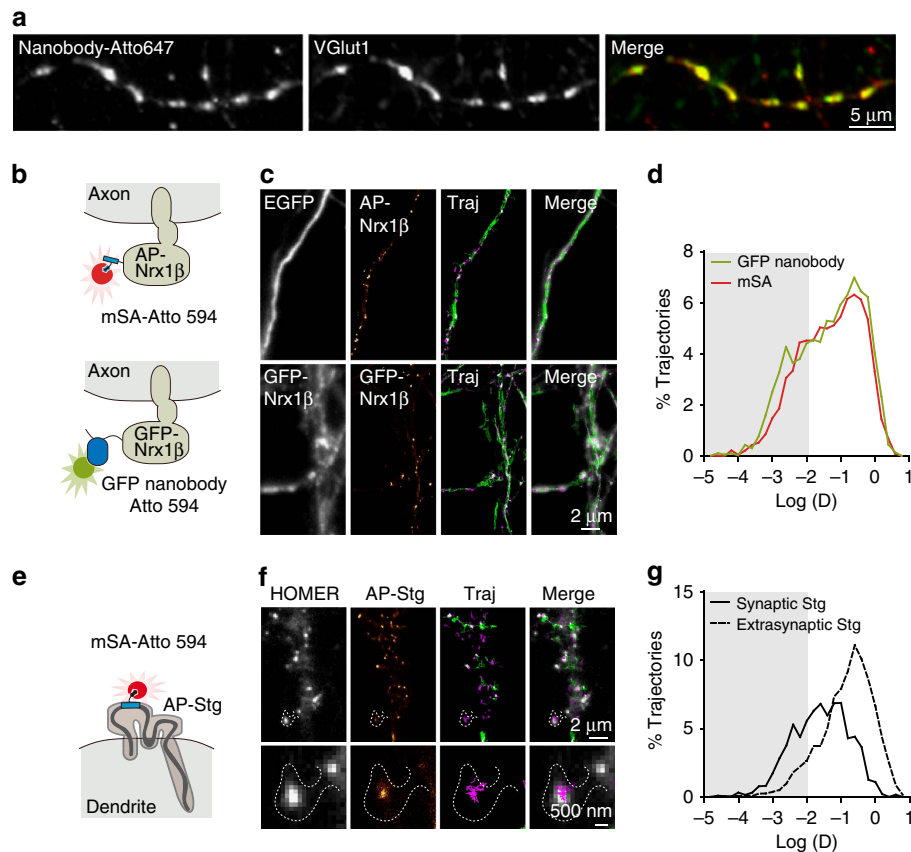 a
Nanobody-Atto647
VGlut1
Merge
5 μm
b
Axon
AP-
Nrx1β
mSA-Atto 594
Axon
GFP-
Nrx1β
GFP nanobody
Atto 594
c
EGFP
AP-
Nrx1β
Traj
Merge
GFP-
Nrx1β
GFP-
Nrx1β
Traj
Merge
2 μm
d
GFP nanobody
mSA
% Trajectories
8
6
4
2
0
−5 −4 −3 −2 −1 0 1
Log (D)
e
mSA-Atto 594
AP-Stg
Dendrite
f
HOMER
AP-Stg
Traj
Merge
2 μm
500 nm
g
Synaptic Stg
Extrasynaptic Stg
% Trajectories
15
10
5
0
−5 −4 −3 −2 −1 0 1
Log (D)